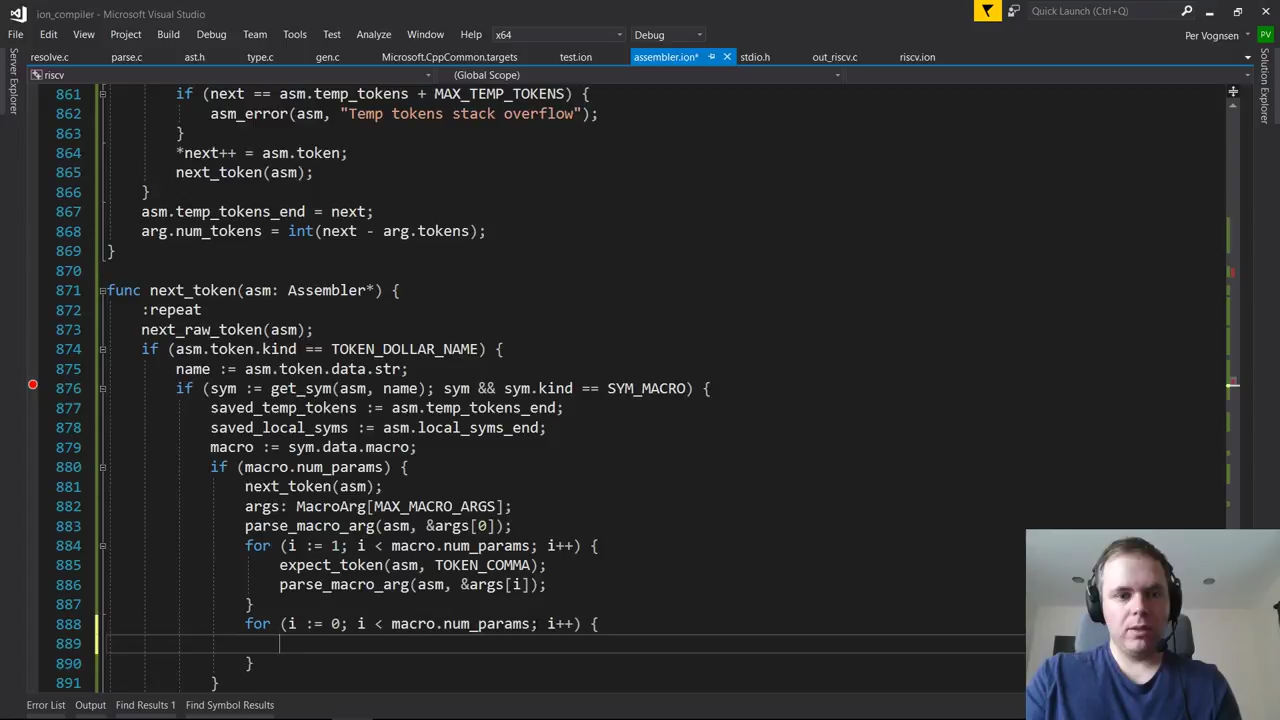 ion_compiler - Microsoft Visual Studio
Quick Launch (Ctrl+Q)
File Edit View Project Build Debug Team Tools Test Analyze Window Help x64 Debug
Per Vognsen PV
resolve.c parse.c ast.h type.c gen.c Microsoft.CppCommon.targets test.ion assembler.ion* stdio.h out_riscv.c riscv.ion
riscv (Global Scope)
Server Explorer
Toolbox
861 if (next == asm.temp_tokens + MAX_TEMP_TOKENS) {
862 asm_error(asm, "Temp tokens stack overflow");
863 }
864 *next++ = asm.token;
865 next_token(asm);
866 }
867 asm.temp_tokens_end = next;
868 arg.num_tokens = int(next - arg.tokens);
869 }
870
871 func next_token(asm: Assembler*) {
872 :repeat
873 next_raw_token(asm);
874 if (asm.token.kind == TOKEN_DOLLAR_NAME) {
875 name := asm.token.data.str;
876 if (sym := get_sym(asm, name); sym && sym.kind == SYM_MACRO) {
877 saved_temp_tokens := asm.temp_tokens_end;
878 saved_local_syms := asm.local_syms_end;
879 macro := sym.data.macro;
880 if (macro.num_params) {
881 next_token(asm);
882 args: MacroArg[MAX_MACRO_ARGS];
883 parse_macro_arg(asm, &args[0]);
884 for (i := 1; i < macro.num_params; i++) {
885 expect_token(asm, TOKEN_COMMA);
886 parse_macro_arg(asm, &args[i]);
887 }
888 for (i := 0; i < macro.num_params; i++) {
889
890 }
891 }
Error List Output Find Results 1 Find Symbol Results